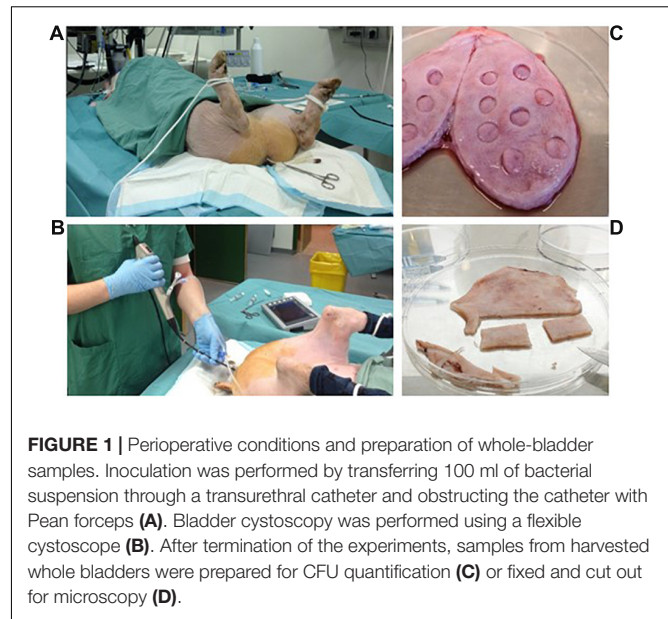 A
C
B
D
FIGURE 1 | Perioperative conditions and preparation of whole-bladder
samples. Inoculation was performed by transferring 100 ml of bacterial
suspension through a transurethral catheter and obstructing the catheter with
Pean forceps (A). Bladder cystoscopy was performed using a flexible
cystoscope (B). After termination of the experiments, samples from harvested
whole bladders were prepared for CFU quantification (C) or fixed and cut out
for microscopy (D).